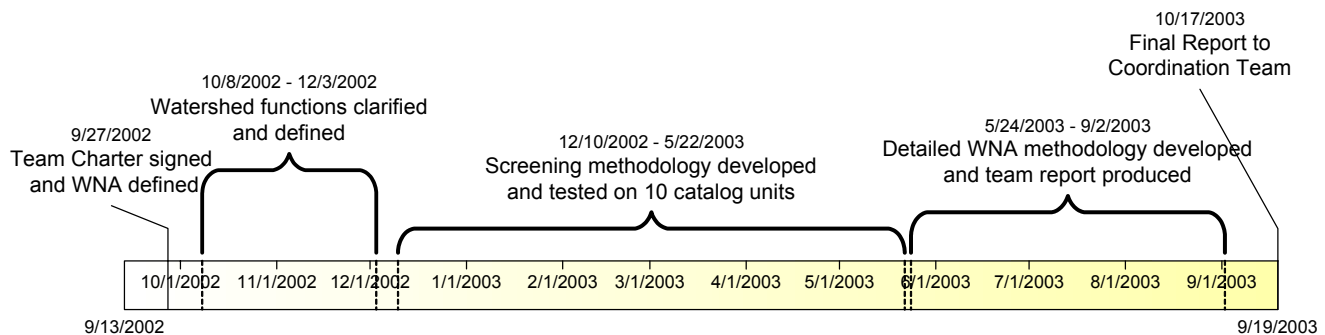 10/17/2003
Final Report to
Coordination Team
10/8/2002 - 12/3/2002
Watershed functions clarified
and defined
9/27/2002
Team Charter signed
and WNA defined
12/10/2002 - 5/22/2003
Screening methodology developed
and tested on 10 catalog units
5/24/2003 - 9/2/2003
Detailed WNA methodology developed
and team report produced
10/1/2002 11/1/2002 12/1/2002 1/1/2003 2/1/2003 3/1/2003 4/1/2003 5/1/2003 6/1/2003 7/1/2003 8/1/2003 9/1/2003
9/13/2002 9/19/2003